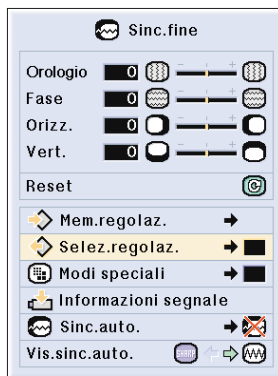 Sinc.fine
Orologio 0 - +
Fase 0 - +
Orizz. 0 - +
Vert. 0 - +
Reset
Mem.regolaz.
Selez.regolaz.
Modi speciali
Informazioni segnale
Sinc.auto.
Vis.sinc.auto. SHARP